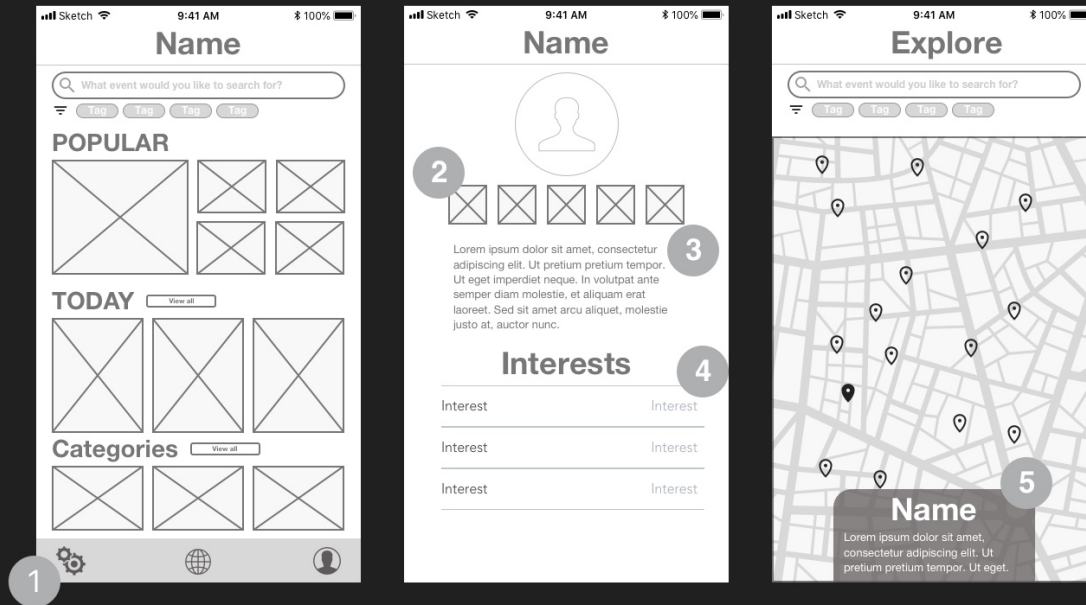 Sketch 9:41 AM 100%
Name
What event would you like to search for?
Tag Tag Tag Tag
POPULAR
TODAY View all
Categories View all
1
Sketch 9:41 AM 100%
Name
2
3
Lorem ipsum dolor sit amet, consectetur
adipiscing elit. Ut pretium pretium tempor.
Ut eget imperdiet neque. In volutpat ante
semper diam molestie, et aliquam erat
laoreet. Sed sit amet arcu aliquet, molestie
justo at, auctor nunc.
Interests
4
Interest Interest
Interest Interest
Interest Interest
Sketch 9:41 AM 100%
Explore
What event would you like to search for?
Tag Tag Tag Tag
5
Name
Lorem ipsum dolor sit amet,
consectetur adipiscing elit. Ut
pretium pretium tempor. Ut eget.